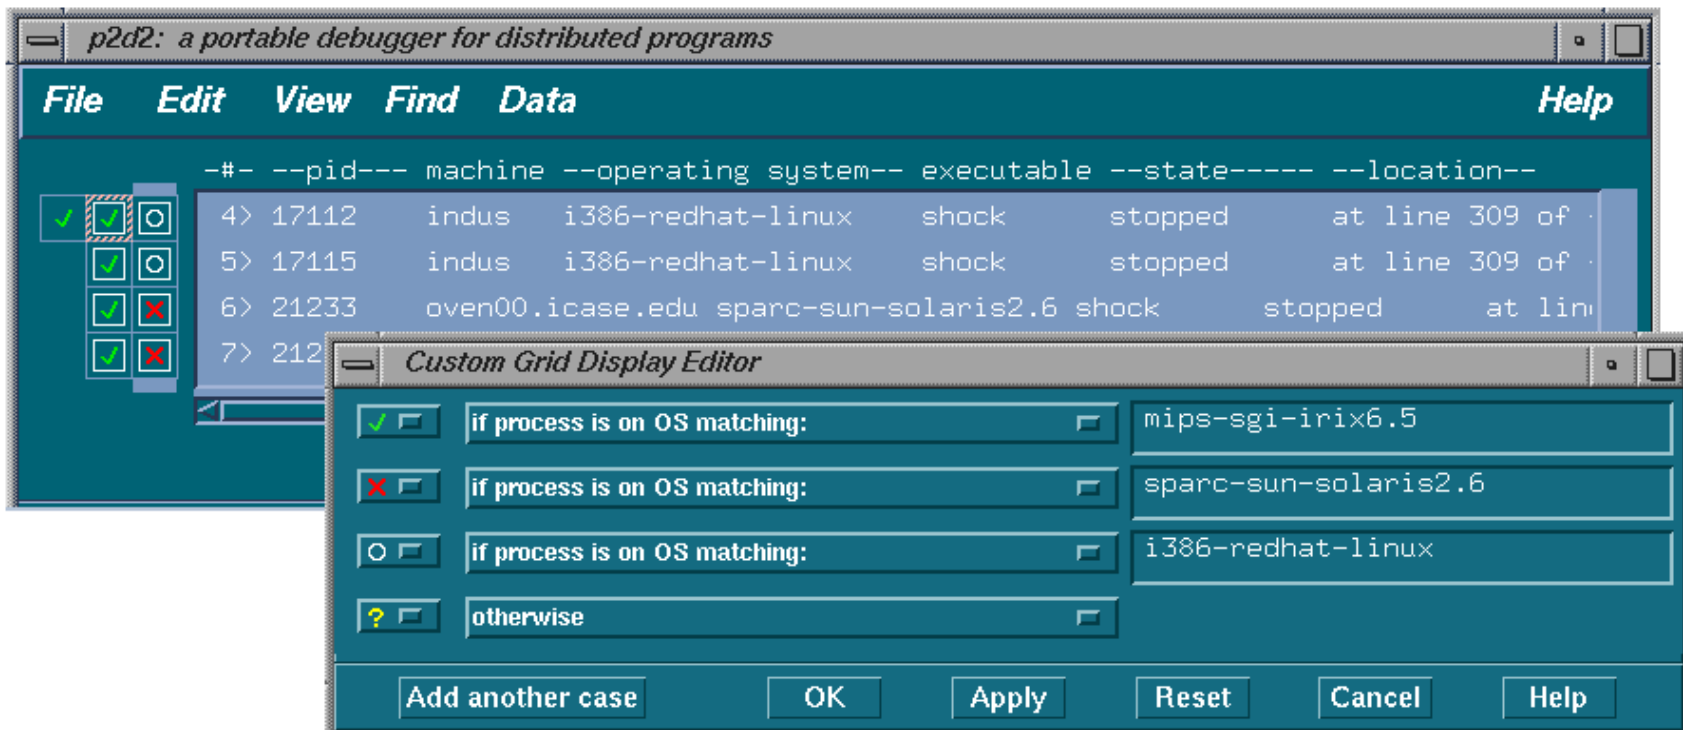 p2d2: a portable debugger for distributed programs
File Edit View Find Data Help
-#- --pid--- machine --operating system-- executable --state----- --location--
4> 17112 indus i386-redhat-linux shock stopped at line 309 of
5> 17115 indus i386-redhat-linux shock stopped at line 309 of
6> 21233 oven00.icase.edu sparc-sun-solaris2.6 shock stopped at
7> 212
Custom Grid Display Editor
if process is on OS matching: mips-sgi-irix6.5
if process is on OS matching: sparc-sun-solaris2.6
if process is on OS matching: i386-redhat-linux
? otherwise
Add another case OK Apply Reset Cancel Help